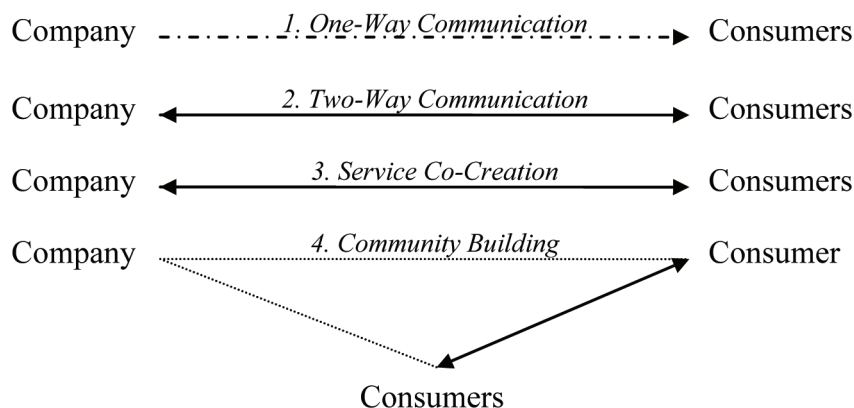 Company 1. One-Way Communication Consumers
Company 2. Two-Way Communication Consumers
Company 3. Service Co-Creation Consumers
Company 4. Community Building Consumer
Consumers